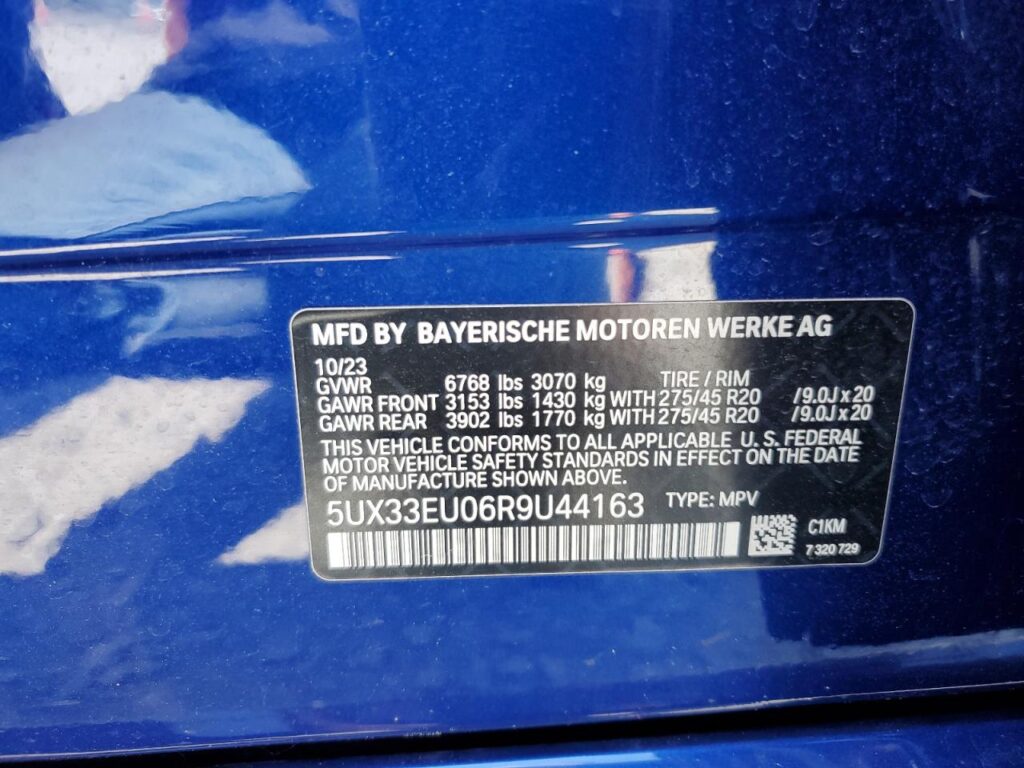 MFD BY BAYERISCHE MOTOREN WERKE AG
10/23
GVWR 6768 lbs 3070 kg TIRE / RIM
GAWR FRONT 3153 lbs 1430 kg WITH 275/45 R20 /9.0J x 20
GAWR REAR 3902 lbs 1770 kg WITH 275/45 R20 /9.0J x 20
THIS VEHICLE CONFORMS TO ALL APPLICABLE U. S. FEDERAL
MOTOR VEHICLE SAFETY STANDARDS IN EFFECT ON THE DATE
OF MANUFACTURE SHOWN ABOVE.
5UX33EU06R9U44163 TYPE: MPV
C1KM
7 320 729